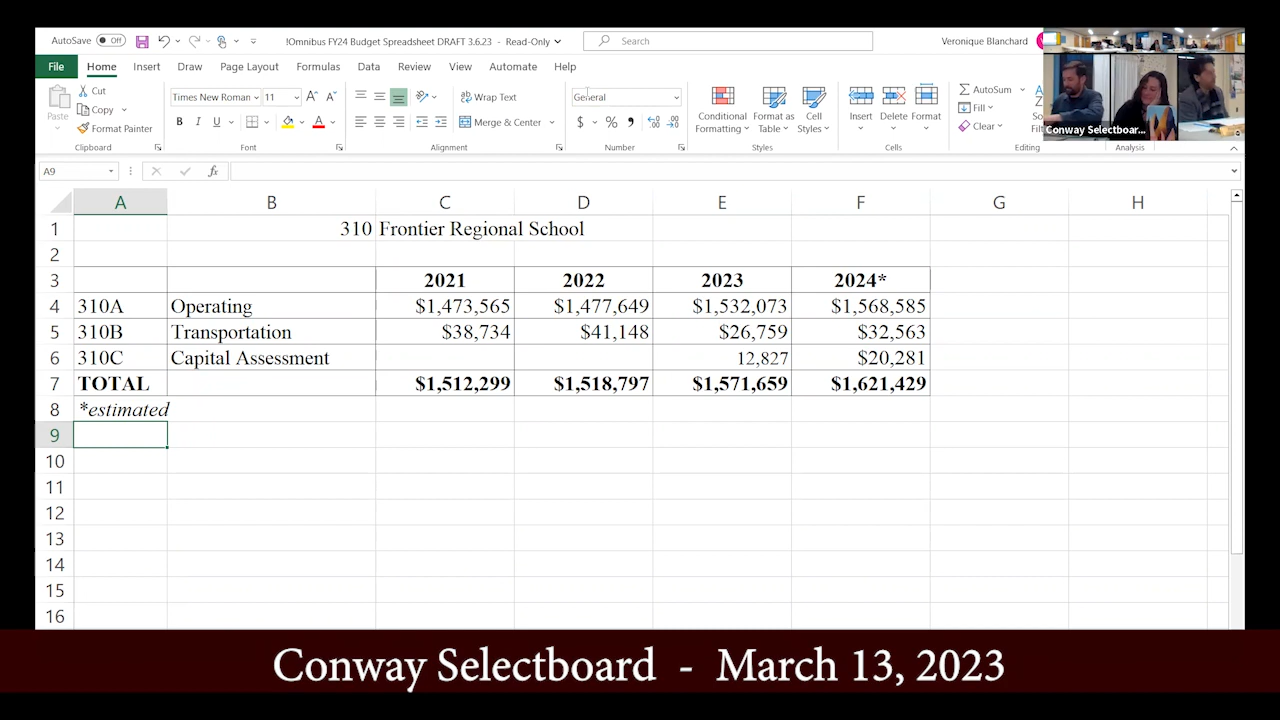 AutoSave Off !Omnibus FY24 Budget Spreadsheet DRAFT 3.6.23 - Read-Only Search Veronique Blanchard
File Home Insert Draw Page Layout Formulas Data Review View Automate Help
Paste Cut Copy Format Painter
Times New Roman 11 A A
B I U A
Wrap Text
Merge & Center
General
$ % ,
Conditional Formatting Format as Table Cell Styles
Insert Delete Format
AutoSum
Fill
Clear
Conway Selectboar...
Clipboard Font Alignment Number Styles Cells Editing Analysis
A9 fx
A B C D E F G H
1 310 Frontier Regional School
2
3 2021 2022 2023 2024*
4 310A Operating $1,473,565 $1,477,649 $1,532,073 $1,568,585
5 310B Transportation $38,734 $41,148 $26,759 $32,563
6 310C Capital Assessment 12,827 $20,281
7 TOTAL $1,512,299 $1,518,797 $1,571,659 $1,621,429
8 *estimated
9
10
11
12
13
14
15
16
Conway Selectboard - March 13, 2023